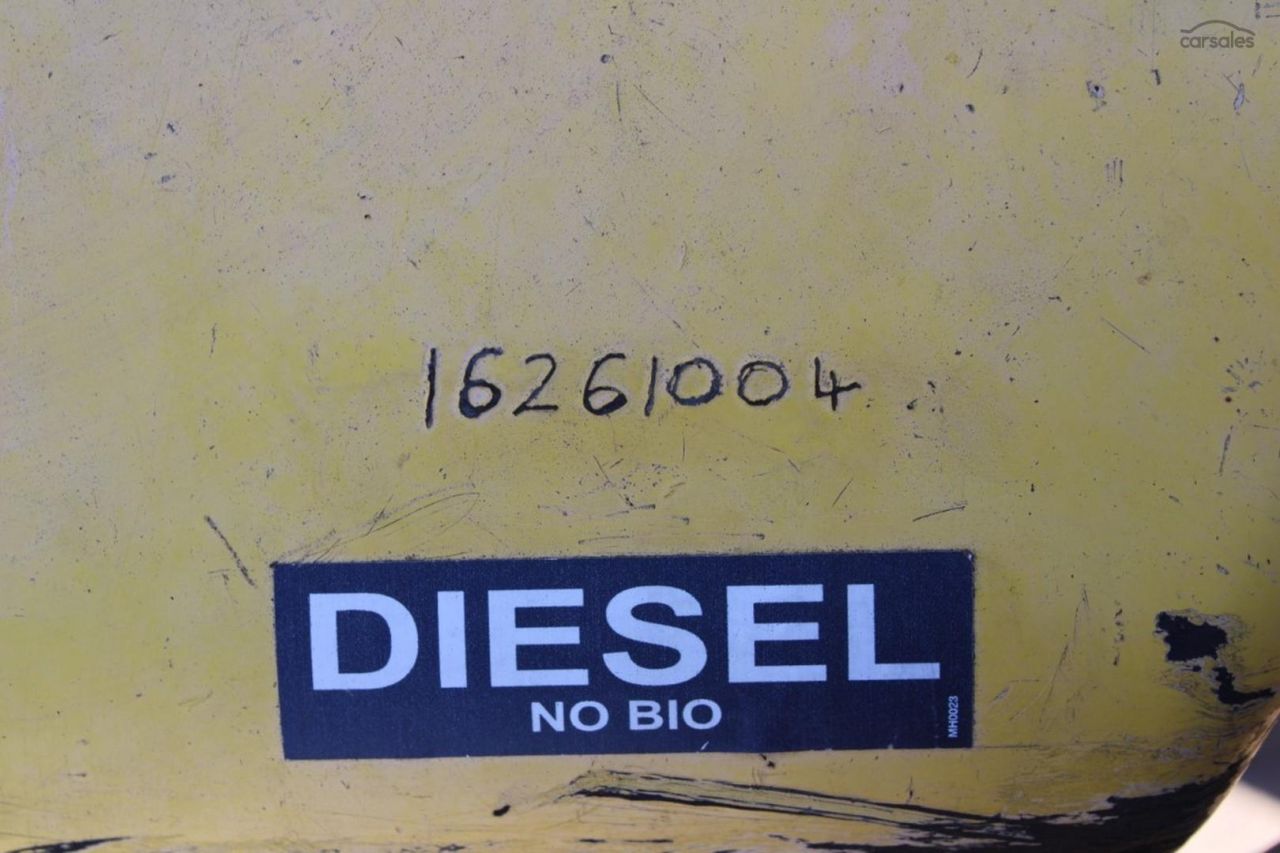 carsales
16261004
DIESEL
NO BIO
MH0023